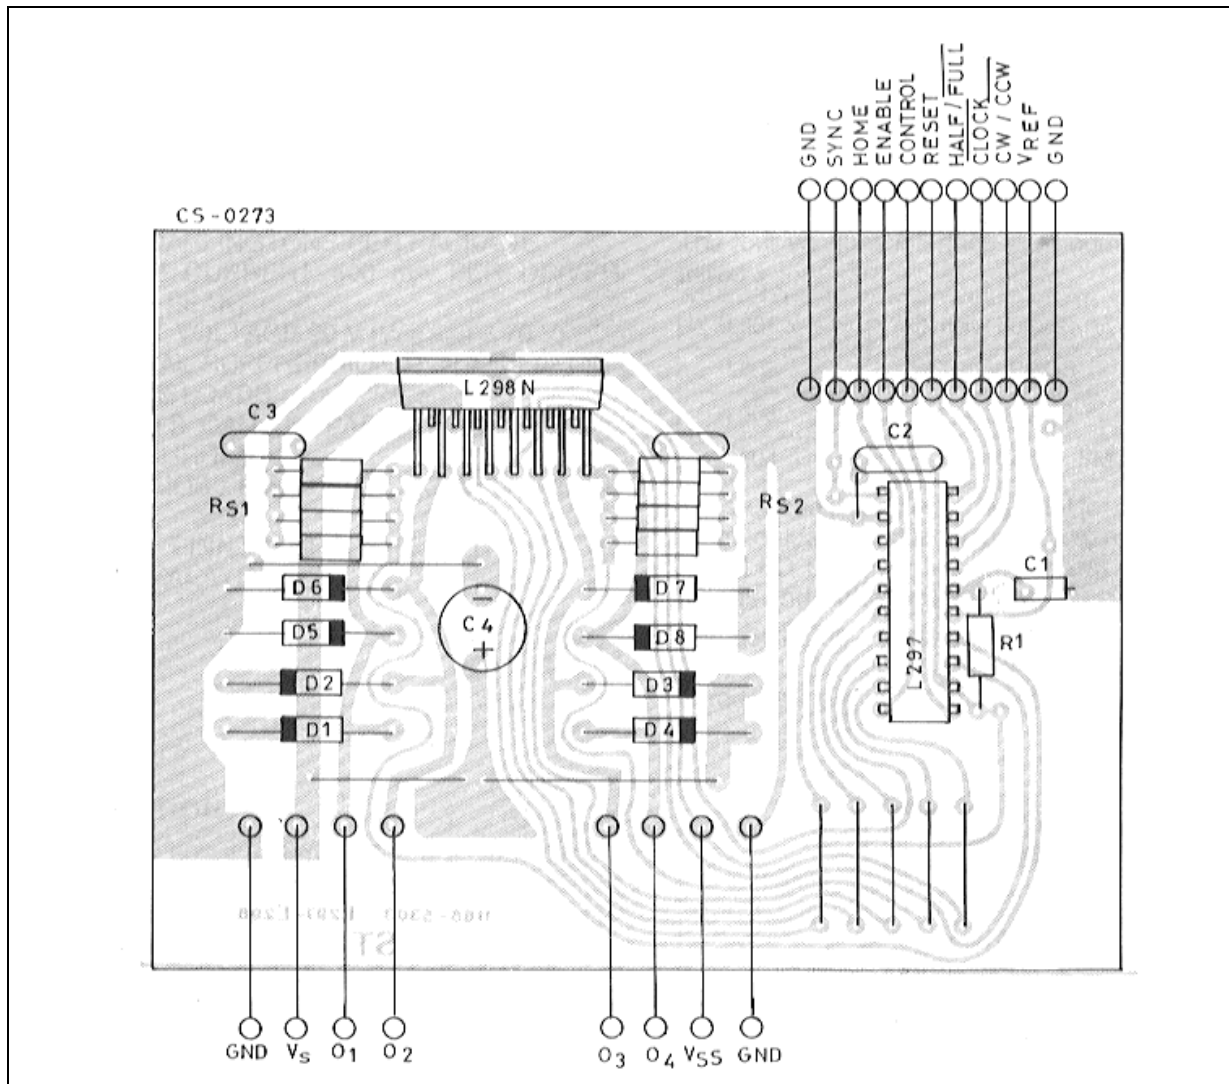 GND
SYNC
HOME
ENABLE
CONTROL
RESET
HALF/FULL
CLOCK
CW / CCW
VREF
GND
CS-0273
L298N
C3
C2
RS1
RS2
C1
D6
D7
C4
-
+
D5
D8
R1
L297
D2
D3
D1
D4
ST
GND
VS
O1
O2
O3
O4
VSS
GND